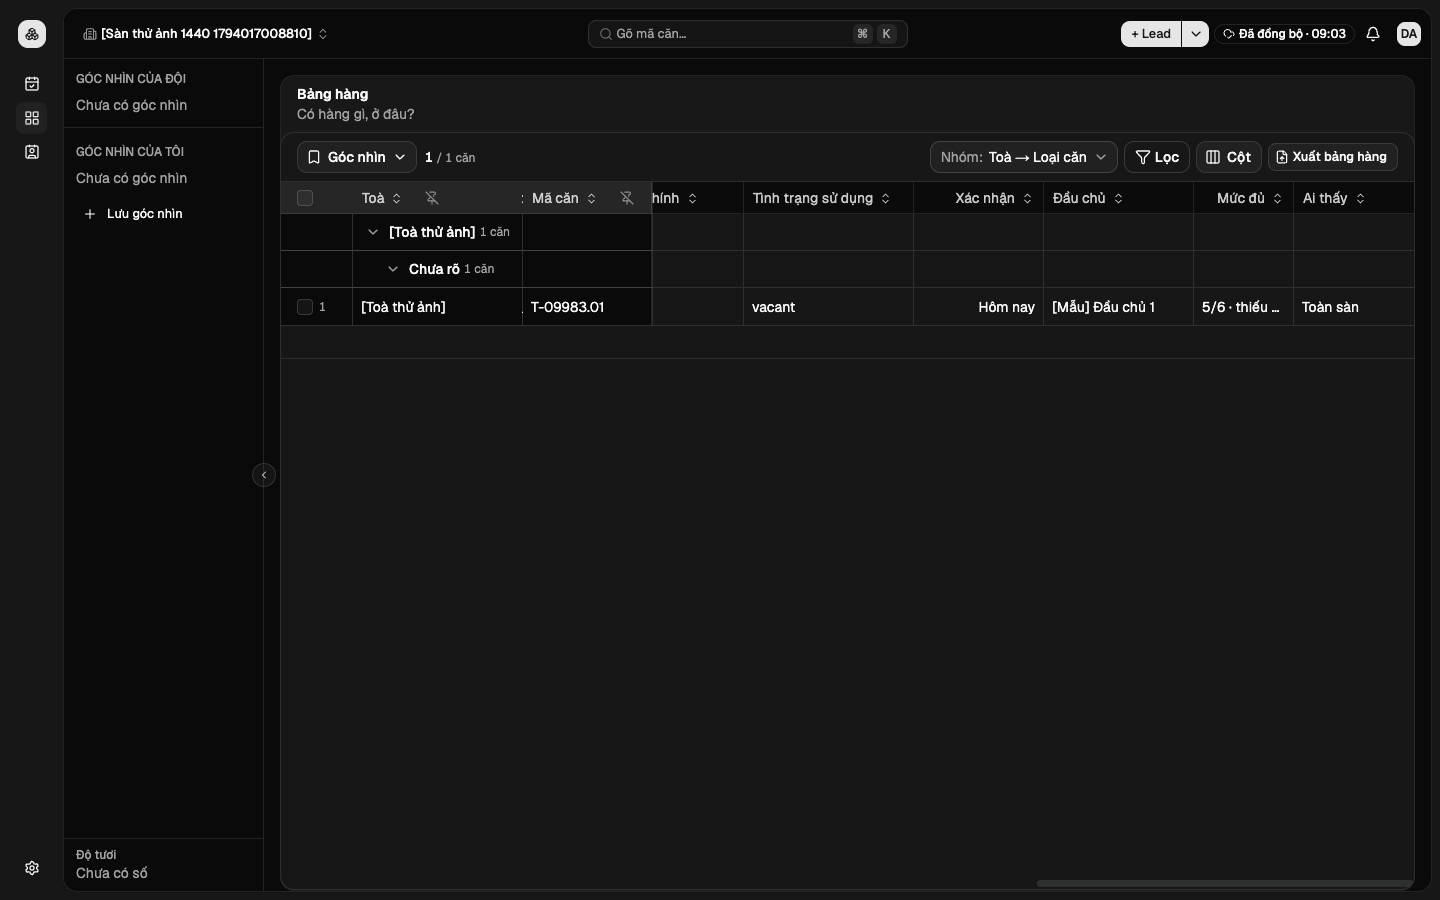 [Sàn thử ảnh 1440 1794017008810]
Gõ mã căn...
⌘ K
+ Lead
Đã đồng bộ · 09:03
DA
GÓC NHÌN CỦA ĐỘI
Chưa có góc nhìn
GÓC NHÌN CỦA TÔI
Chưa có góc nhìn
+ Lưu góc nhìn
Bảng hàng
Có hàng gì, ở đâu?
Góc nhìn
1 / 1 căn
Nhóm: Toà → Loại căn
Lọc
Cột
Xuất bảng hàng
Toà
Mã căn
hính
Tình trạng sử dụng
Xác nhận
Đầu chủ
Mức đủ
Ai thấy
[Toà thử ảnh] 1 căn
Chưa rõ 1 căn
1
[Toà thử ảnh]
T-09983.01
vacant
Hôm nay
[Mẫu] Đầu chủ 1
5/6 · thiếu ...
Toàn sàn
Độ tươi
Chưa có số